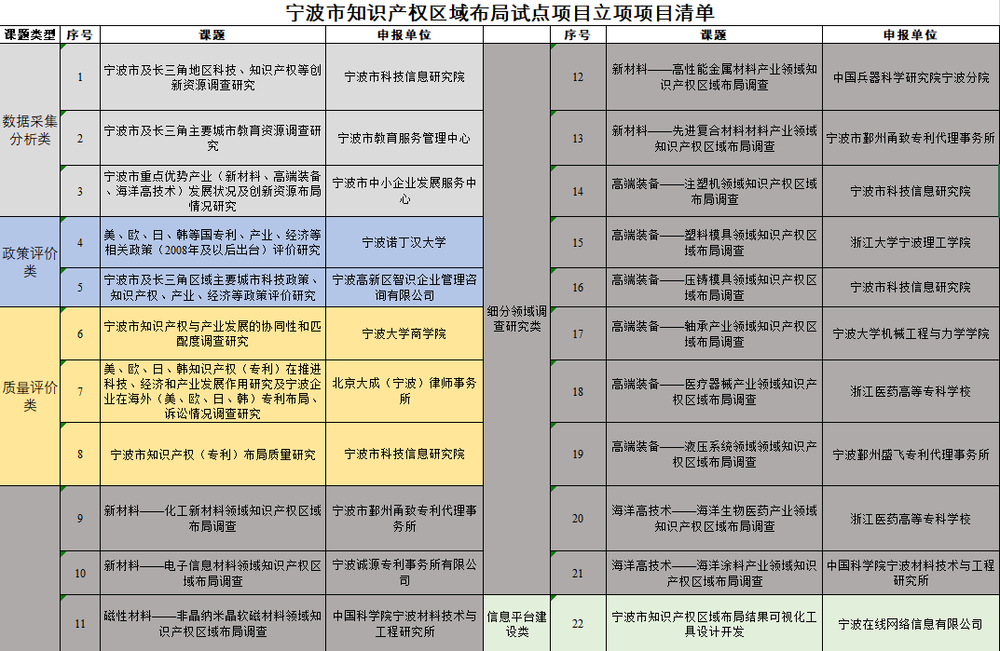 宁波市知识产权区域布局试点项目立项项目清单
课题类型 序号 课题 申报单位 序号 课题 申报单位
数据采集
分析类
1
宁波市及长三角地区科技、知识产权等创
新资源调查研究
宁波市科技信息研究院
2
宁波市及长三角主要城市教育资源调查研
究
宁波市教育服务管理中心
3
宁波市重点优势产业（新材料、高端装备
、海洋高技术）发展状况及创新资源布局
情况研究
宁波市中小企业发展服务中
心
政策评价
类
4
美、欧、日、韩等国专利、产业、经济等
相关政策（2008年及以后出台）评价研究
宁波诺丁汉大学
5
宁波市及长三角区域主要城市科技政策、
知识产权、产业、经济等政策评价研究
宁波高新区智识企业管理咨
询有限公司
质量评价
类
6
宁波市知识产权与产业发展的协同性和匹
配度调查研究
宁波大学商学院
7
美、欧、日、韩知识产权（专利）在推进
科技、经济和产业发展作用研究及宁波企
业在海外（美、欧、日、韩）专利布局、
诉讼情况调查研究
北京大成（宁波）律师事务
所
8
宁波市知识产权（专利）布局质量研究
宁波市科技信息研究院
9
新材料——化工新材料领域知识产权区域
布局调查
宁波市鄞州甬致专利代理事
务所
10
新材料——电子信息材料领域知识产权区
域布局调查
宁波诚源专利事务所有限公
司
11
磁性材料——非晶纳米晶软磁材料领域知
识产权区域布局调查
中国科学院宁波材料技术与
工程研究所
细分领域调
查研究类
12
新材料——高性能金属材料产业领域知
识产权区域布局调查
中国兵器科学研究院宁波分院
13
新材料——先进复合材料材料产业领域
知识产权区域布局调查
宁波市鄞州甬致专利代理事务所
14
高端装备——注塑机领域知识产权区域
布局调查
宁波市科技信息研究院
15
高端装备——塑料模具领域知识产权区
域布局调查
浙江大学宁波理工学院
16
高端装备——压铸模具领域知识产权区
域布局调查
宁波市科技信息研究院
17
高端装备——轴承产业领域知识产权区
域布局调查
宁波大学机械工程与力学学院
18
高端装备——医疗器械产业领域知识产
权区域布局调查
浙江医药高等专科学校
19
高端装备——液压系统领域领域知识产
权区域布局调查
宁波鄞州盛飞专利代理事务所
20
海洋高技术——海洋生物医药产业领域
知识产权区域布局调查
浙江医药高等专科学校
21
海洋高技术——海洋涂料产业领域知识
产权区域布局调查
中国科学院宁波材料技术与工程
研究所
信息平台建
设类
22
宁波市知识产权区域布局结果可视化工
具设计开发
宁波在线网络信息有限公司